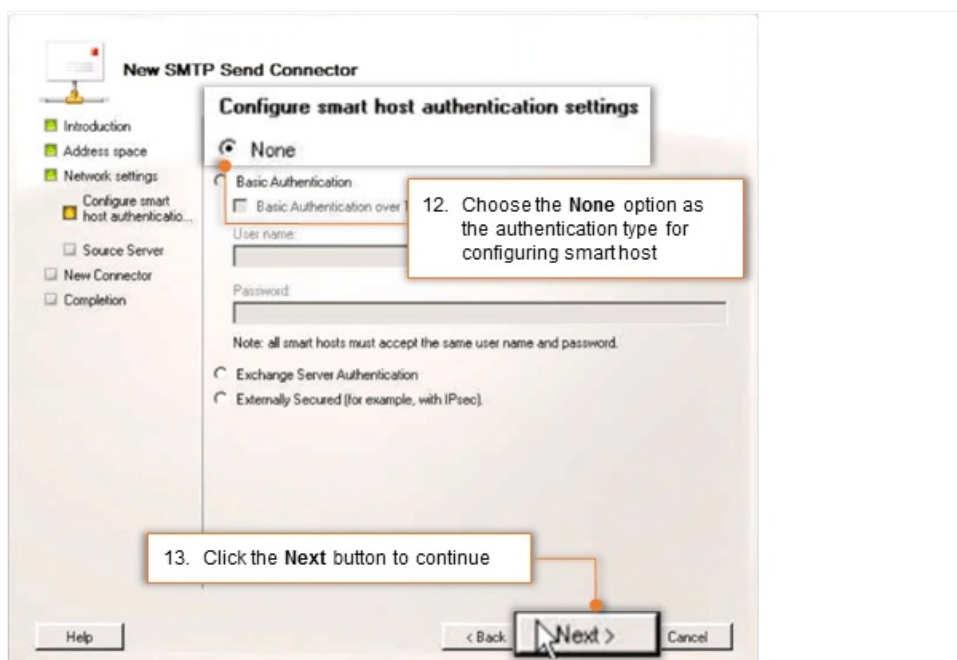 New SMTP Send Connector
Introduction
Address space
Network settings
Configure smart
host authenticatio...
Source Server
New Connector
Completion
Configure smart host authentication settings
None
Basic Authentication
Basic Authentication over
12. Choose the None option as
the authentication type for
configuring smart host
User name:
Password:
Note: all smart hosts must accept the same user name and password.
Exchange Server Authentication
Externally Secured (for example, with IPsec).
13. Click the Next button to continue
Help
< Back
Next >
Cancel